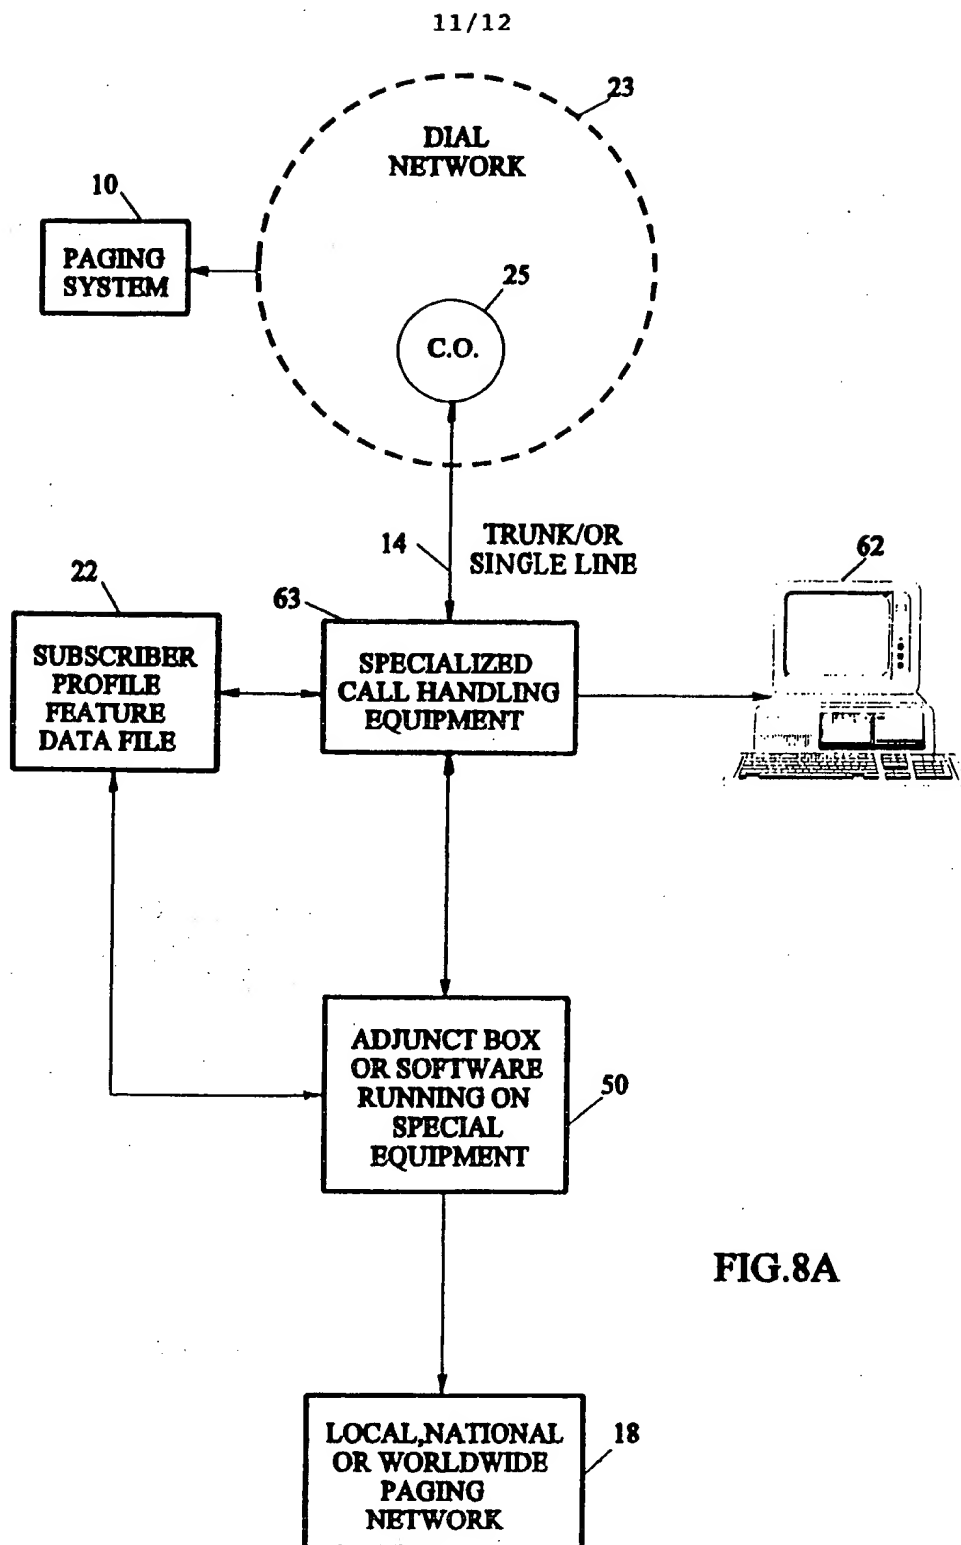 11/12
23
DIAL
NETWORK
10
PAGING
SYSTEM
25
C.O.
14
TRUNK/OR
SINGLE LINE
62
22
63
SUBSCRIBER
PROFILE
FEATURE
DATA FILE
SPECIALIZED
CALL HANDLING
EQUIPMENT
ADJUNCT BOX
OR SOFTWARE
RUNNING ON
SPECIAL
EQUIPMENT
50
FIG.8A
LOCAL,NATIONAL
OR WORLDWIDE
PAGING
NETWORK
18